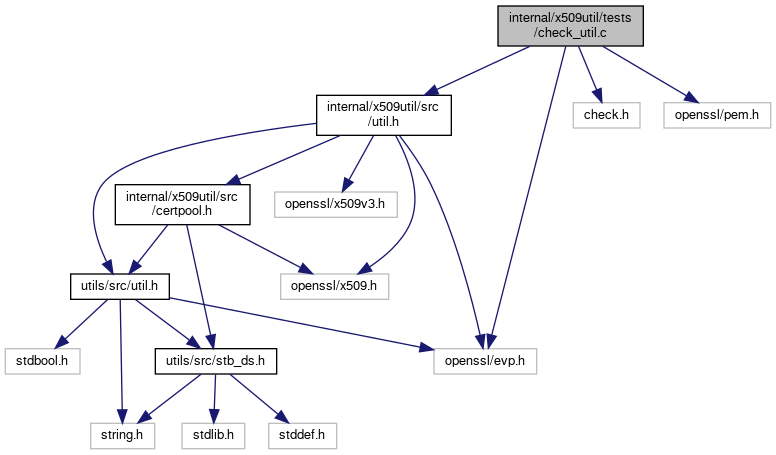 internal/x509util/tests
/check_util.c
internal/x509util/src
/util.h
check.h
openssl/pem.h
internal/x509util/src
/certpool.h
openssl/x509v3.h
utils/src/util.h
openssl/x509.h
stdbool.h
utils/src/stb_ds.h
openssl/evp.h
string.h
stdlib.h
stddef.h